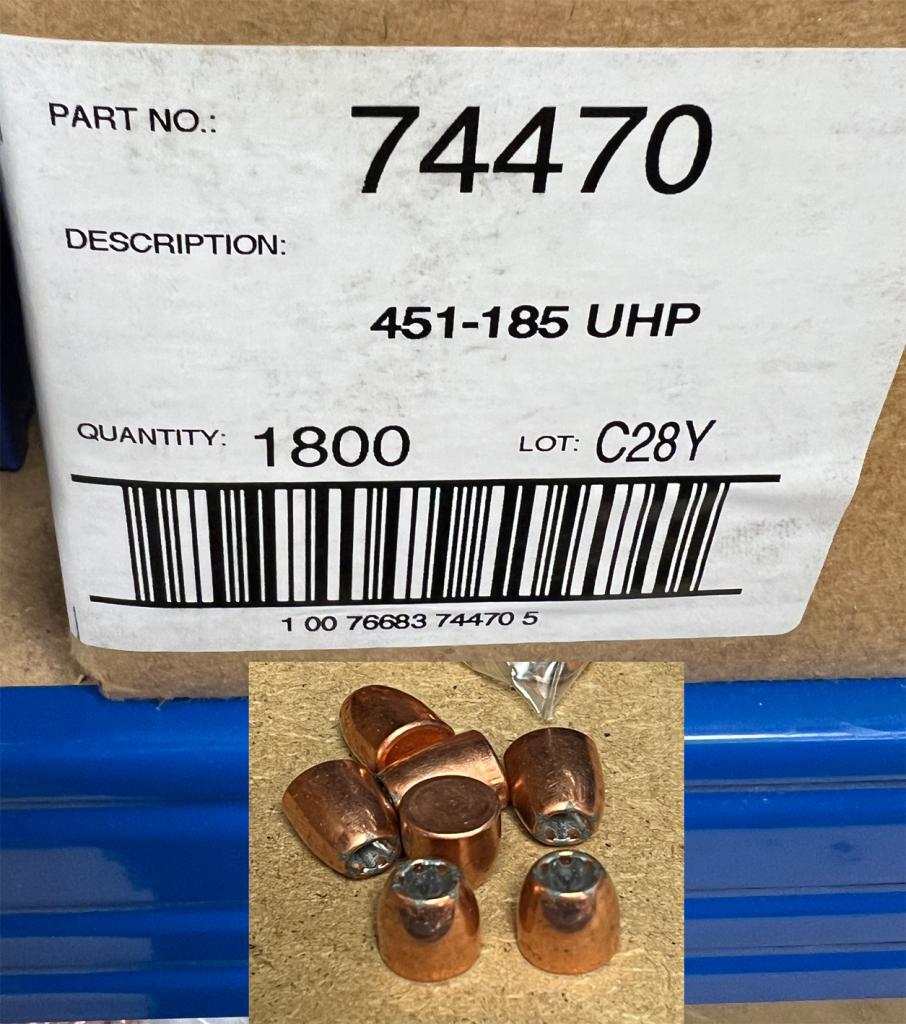 PART NO.: 74470
DESCRIPTION:
451-185 UHP
QUANTITY: 1800 LOT: C28Y
1 00 76683 74470 5